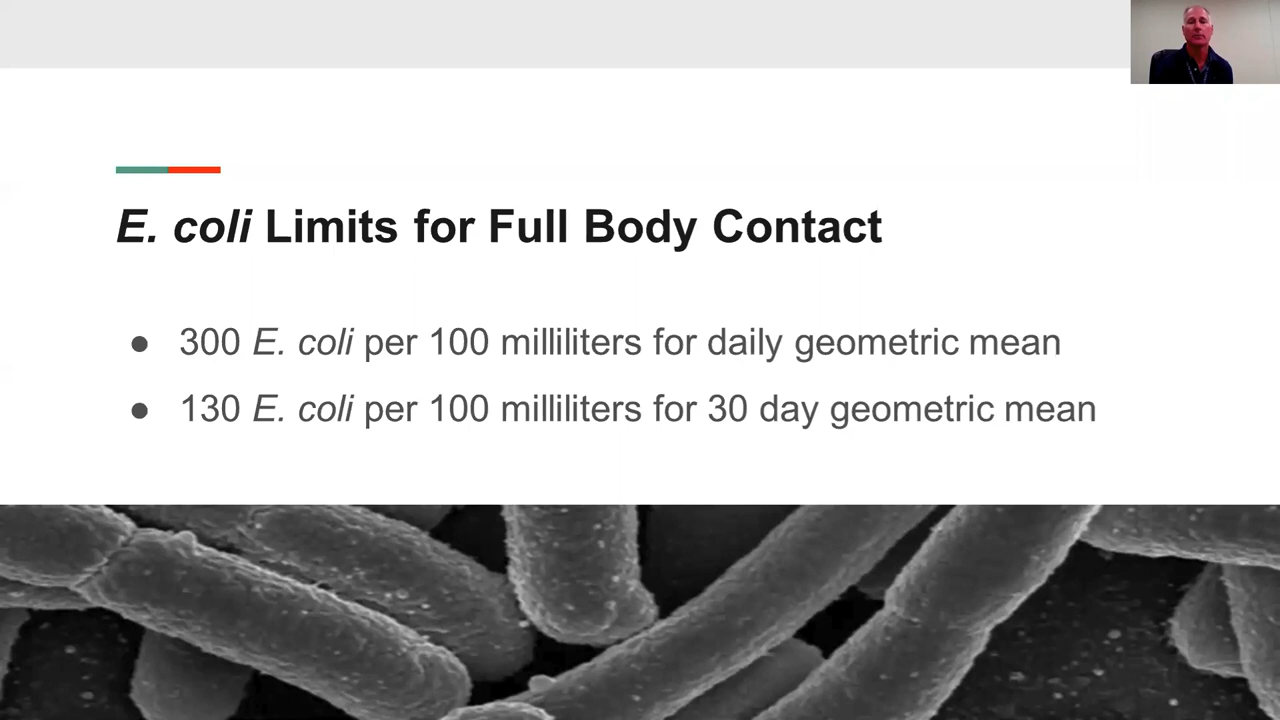 E. coli Limits for Full Body Contact
● 300 E. coli per 100 milliliters for daily geometric mean
● 130 E. coli per 100 milliliters for 30 day geometric mean